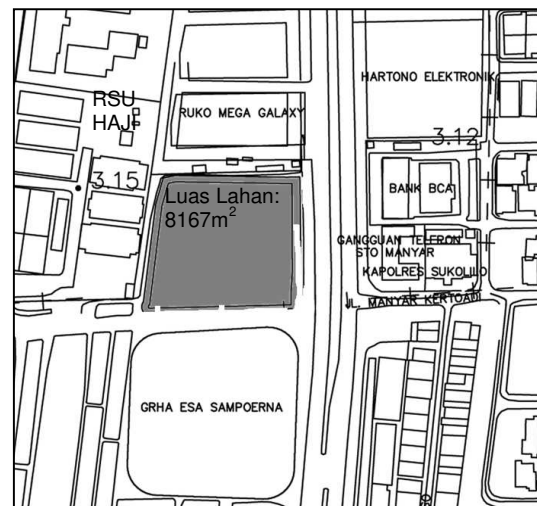 HARTONO ELEKTRONIK
RSU
HAJI
RUKO MEGA GALAXY
3.12
3.15
Luas Lahan:
8167m²
BANK BCA
GANGGUAN TELEPON
STO MANYAR
KAPOLRES SUKOLILO
JL. MANYAR KERTOADI
GRHA ESA SAMPOERNA